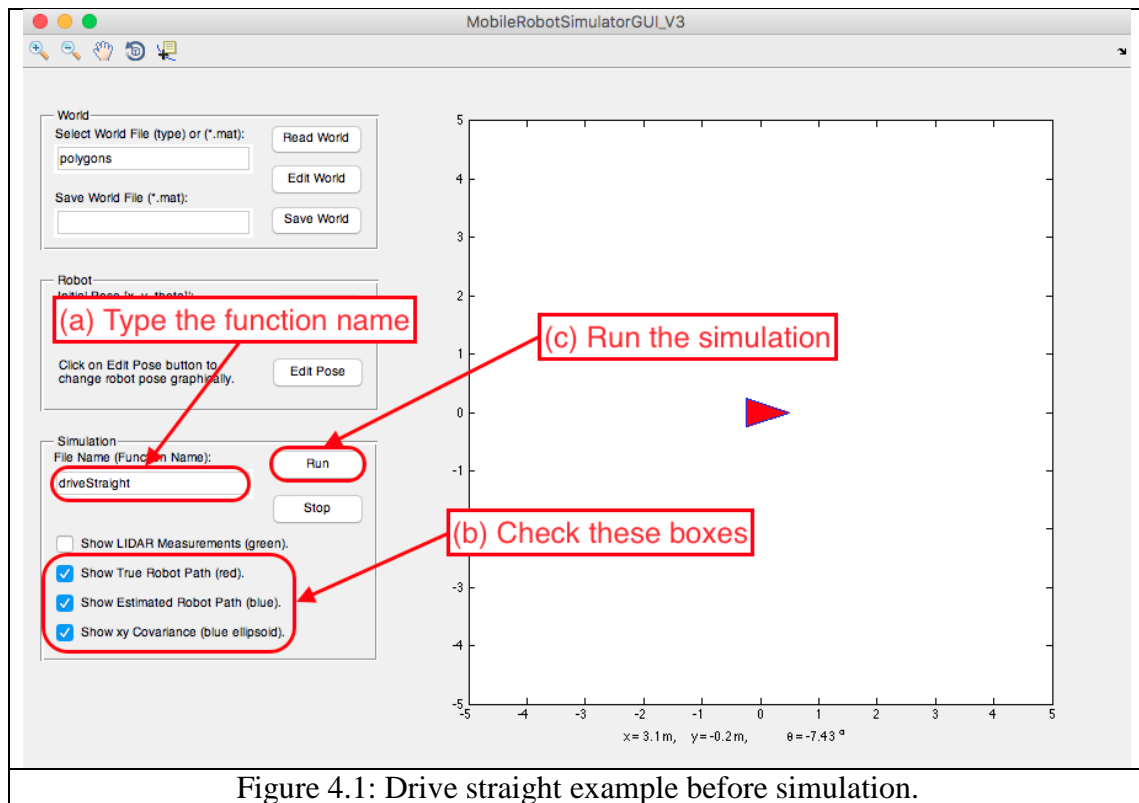 MobileRobotSimulatorGUI_V3
World
Select World File (type) or (*.mat):
polygons
Read World
Edit World
Save World File (*.mat):
Save World
Robot
(a) Type the function name
Click on Edit Pose button to
change robot pose graphically.
Edit Pose
Simulation
File Name (Function Name):
driveStraight
Run
Stop
Show LIDAR Measurements (green).
Show True Robot Path (red).
Show Estimated Robot Path (blue).
Show xy Covariance (blue ellipsoid).
(c) Run the simulation
(b) Check these boxes
5
4
3
2
1
0
-1
-3
-4
-5
-5 -4 -3 -2 -1 0 1 2 3 4 5
x= 3.1 m, y=-0.2 m, θ=-7.43 °
Figure 4.1: Drive straight example before simulation.